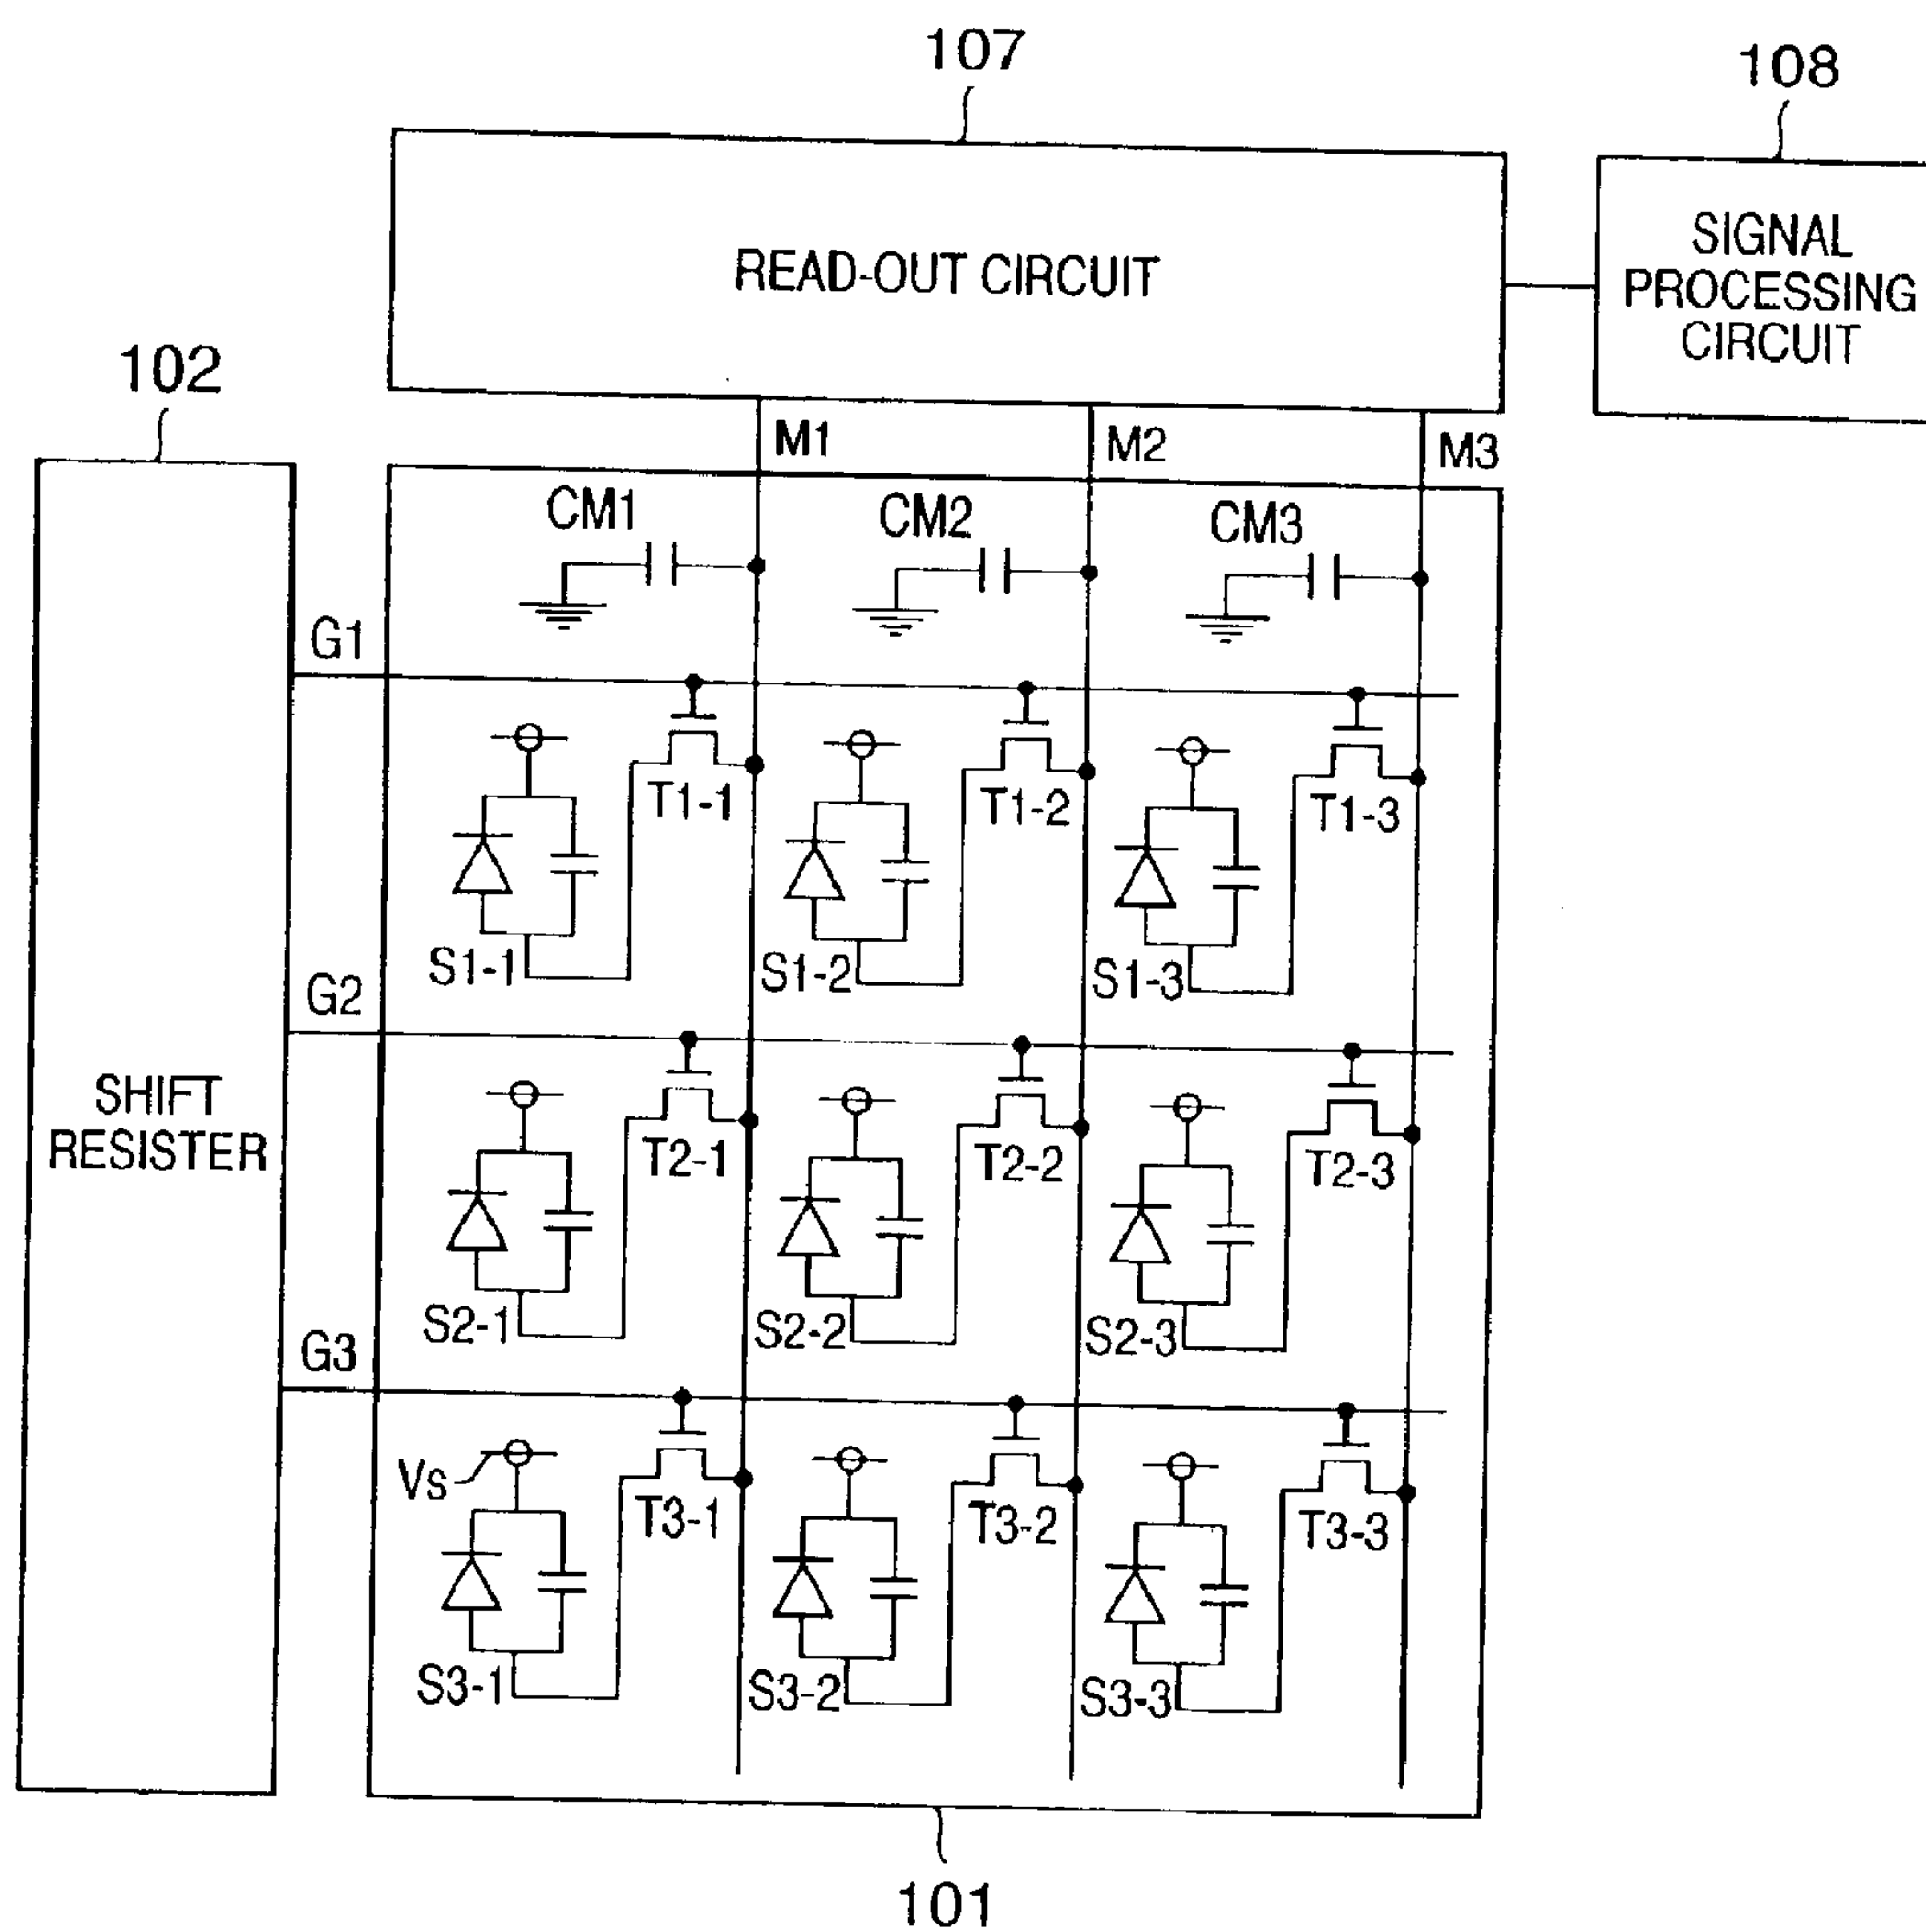 107
108
READ-OUT CIRCUIT
SIGNAL
PROCESSING
CIRCUIT
102
M1
M2
M3
CM1
CM2
CM3
G1
T1-1
T1-2
T1-3
S1-1
S1-2
S1-3
G2
SHIFT
RESISTER
T2-1
T2-2
T2-3
S2-1
S2-2
S2-3
G3
Vs
T3-1
T3-2
T3-3
S3-1
S3-2
S3-3
101